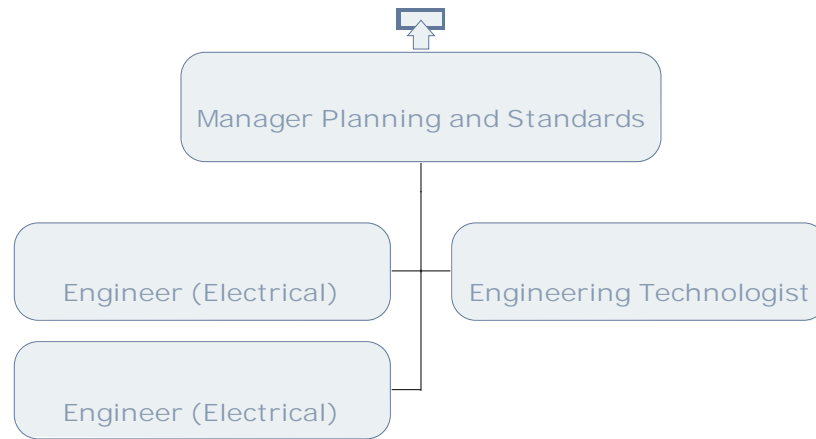 Manager Planning and Standards
Engineer (Electrical)
Engineering Technologist
Engineer (Electrical)